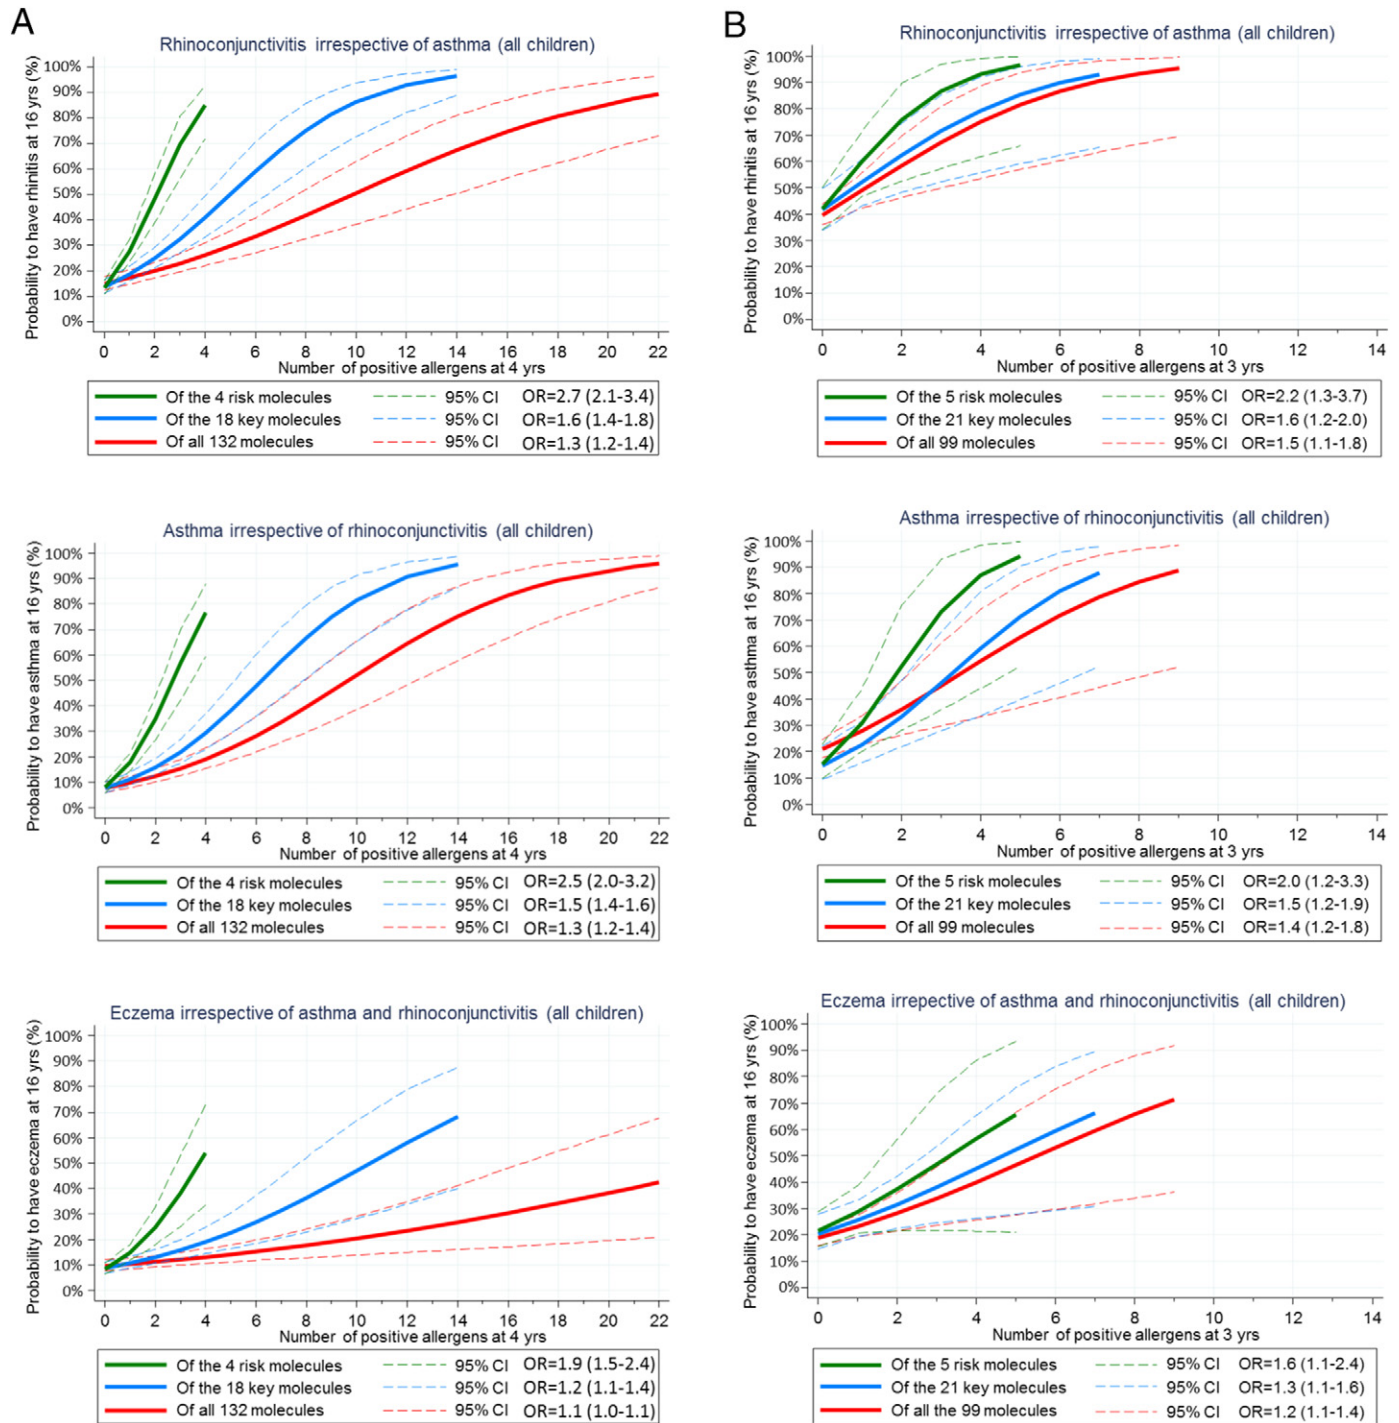 A
Rhinoconjunctivitis irrespective of asthma (all children)
Probability to have rhinitis at 16 yrs (%)
100%
90%
80%
70%
60%
50%
40%
30%
20%
10%
0%
0 2 4 6 8 10 12 14 16 18 20 22
Number of positive allergens at 4 yrs
Of the 4 risk molecules 95% CI OR=2.7 (2.1-3.4)
Of the 18 key molecules 95% CI OR=1.6 (1.4-1.8)
Of all 132 molecules 95% CI OR=1.3 (1.2-1.4)
Asthma irrespective of rhinoconjunctivitis (all children)
Probability to have asthma at 16 yrs (%)
100%
90%
80%
70%
60%
50%
40%
30%
20%
10%
0%
0 2 4 6 8 10 12 14 16 18 20 22
Number of positive allergens at 4 yrs
Of the 4 risk molecules 95% CI OR=2.5 (2.0-3.2)
Of the 18 key molecules 95% CI OR=1.5 (1.4-1.6)
Of all 132 molecules 95% CI OR=1.3 (1.2-1.4)
Eczema irrespective of asthma and rhinoconjunctivitis (all children)
Probability to have eczema at 16 yrs (%)
100%
90%
80%
70%
60%
50%
40%
30%
20%
10%
0%
0 2 4 6 8 10 12 14 16 18 20 22
Number of positive allergens at 4 yrs
Of the 4 risk molecules 95% CI OR=1.9 (1.5-2.4)
Of the 18 key molecules 95% CI OR=1.2 (1.1-1.4)
Of all 132 molecules 95% CI OR=1.1 (1.0-1.1)
B
Rhinoconjunctivitis irrespective of asthma (all children)
Probability to have rhinitis at 16 yrs (%)
100%
90%
80%
70%
60%
50%
40%
30%
20%
10%
0%
0 2 4 6 8 10 12 14
Number of positive allergens at 3 yrs
Of the 5 risk molecules 95% CI OR=2.2 (1.3-3.7)
Of the 21 key molecules 95% CI OR=1.6 (1.2-2.0)
Of all 99 molecules 95% CI OR=1.5 (1.1-1.8)
Asthma irrespective of rhinoconjunctivitis (all children)
Probability to have asthma at 16 yrs (%)
100%
90%
80%
70%
60%
50%
40%
30%
20%
10%
0%
0 2 4 6 8 10 12 14
Number of positive allergens at 3 yrs
Of the 5 risk molecules 95% CI OR=2.0 (1.2-3.3)
Of the 21 key molecules 95% CI OR=1.5 (1.2-1.9)
Of all 99 molecules 95% CI OR=1.4 (1.2-1.8)
Eczema irrepective of asthma and rhinoconjunctivitis (all children)
Probability to have eczema at 16 yrs (%)
100%
90%
80%
70%
60%
50%
40%
30%
20%
10%
0%
0 2 4 6 8 10 12 14
Number of positive allergens at 3 yrs
Of the 5 risk molecules 95% CI OR=1.6 (1.1-2.4)
Of the 21 key molecules 95% CI OR=1.3 (1.1-1.6)
Of all the 99 molecules 95% CI OR=1.2 (1.1-1.4)